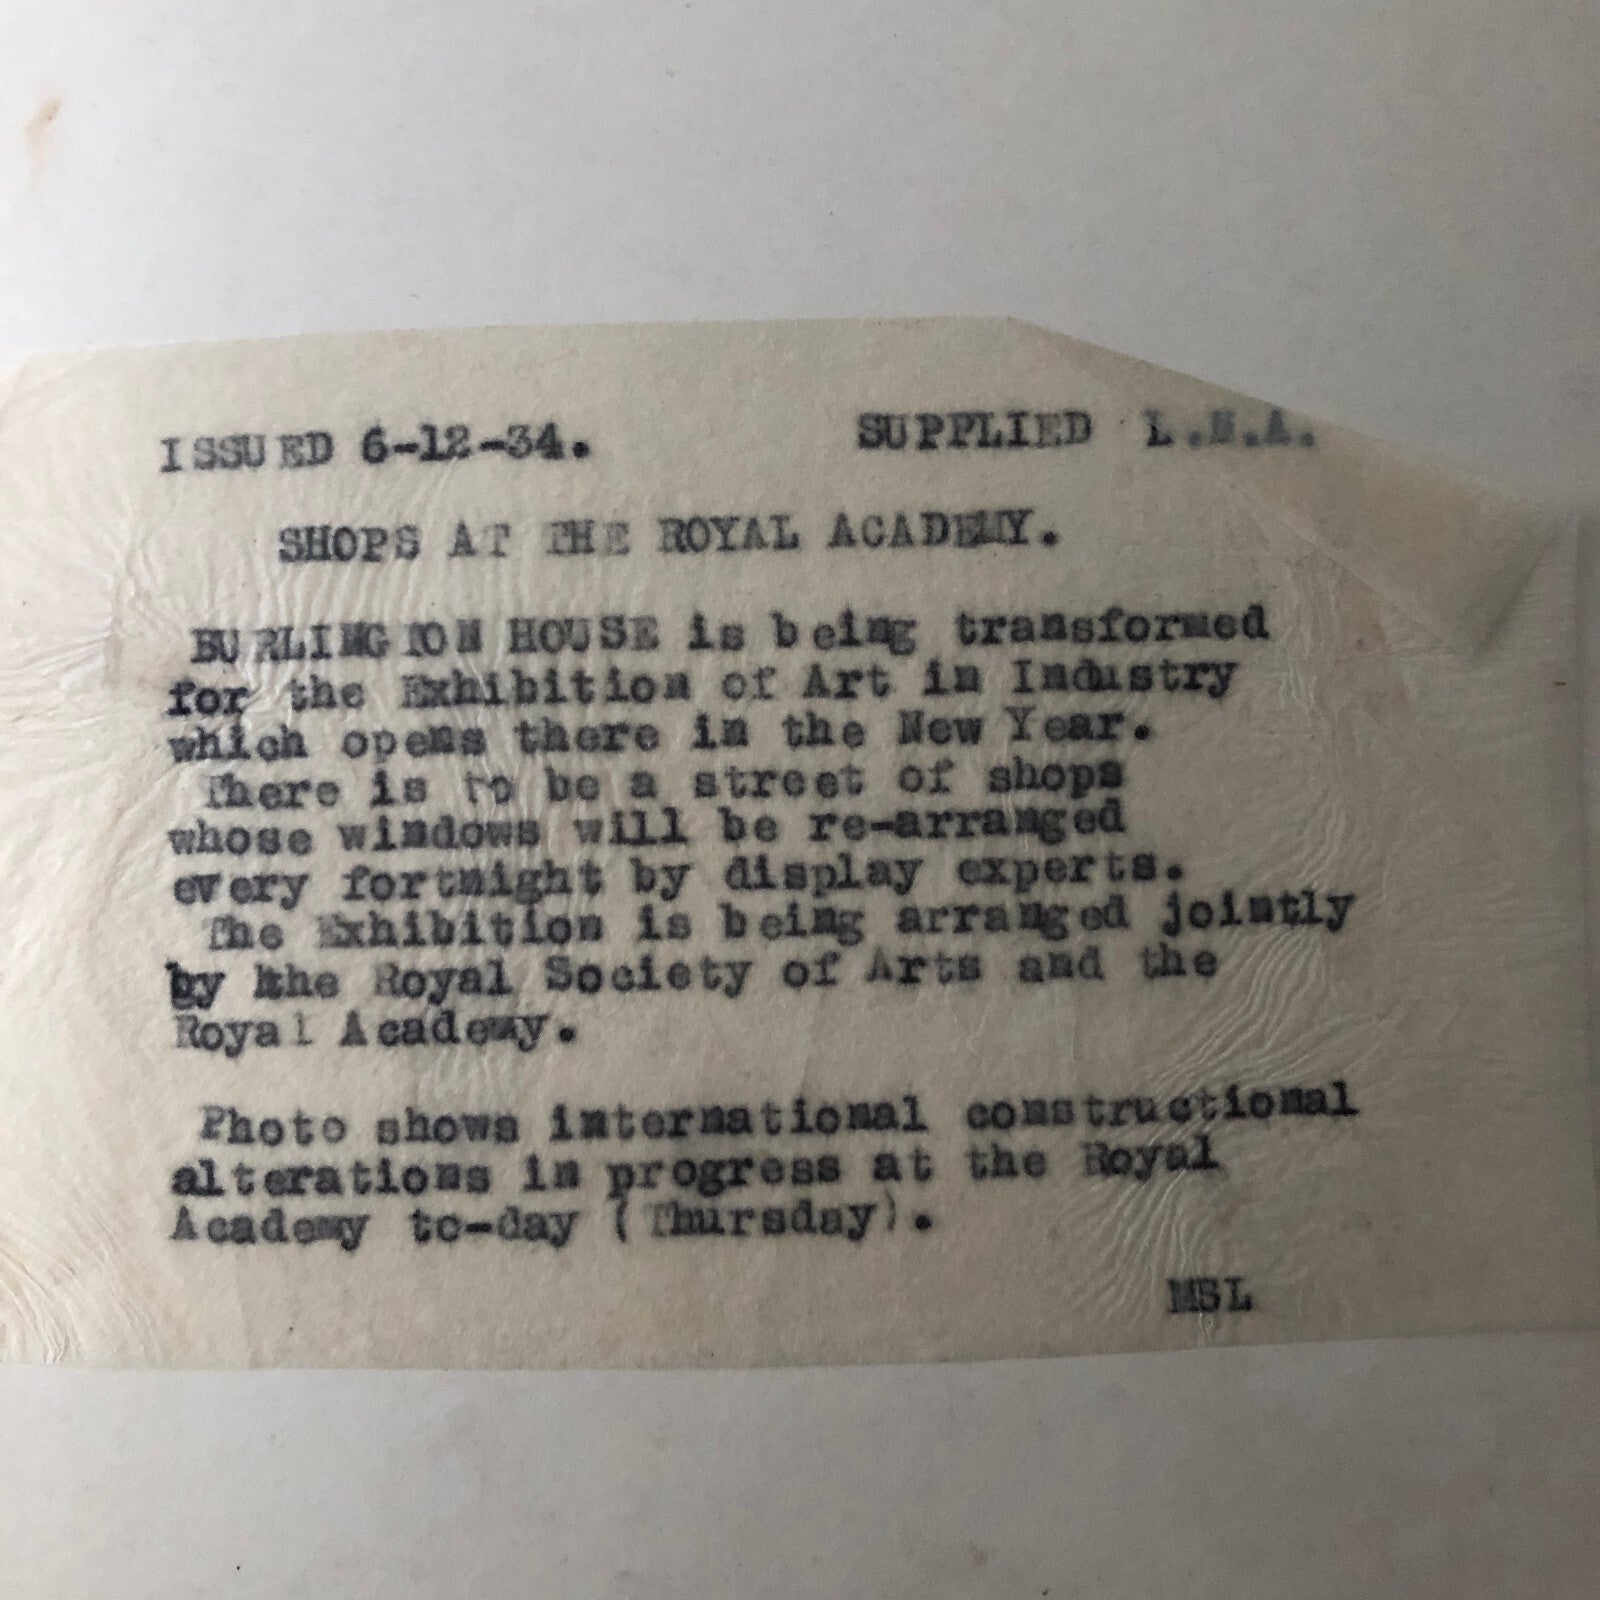 ISSUED 6-12-34. SUPPLIED L.N.A.
SHOPS AT THE ROYAL ACADEMY.
BURLINGTON HOUSE is being transformed
for the Exhibition of Art in Industry
which opens there in the New Year.
There is to be a street of shops
whose windows will be re-arranged
every fortnight by display experts.
The Exhibition is being arranged jointly
by the Royal Society of Arts and the
Royal Academy.
Photo shows international constructional
alterations in progress at the Royal
Academy to-day (Thursday).
MSL